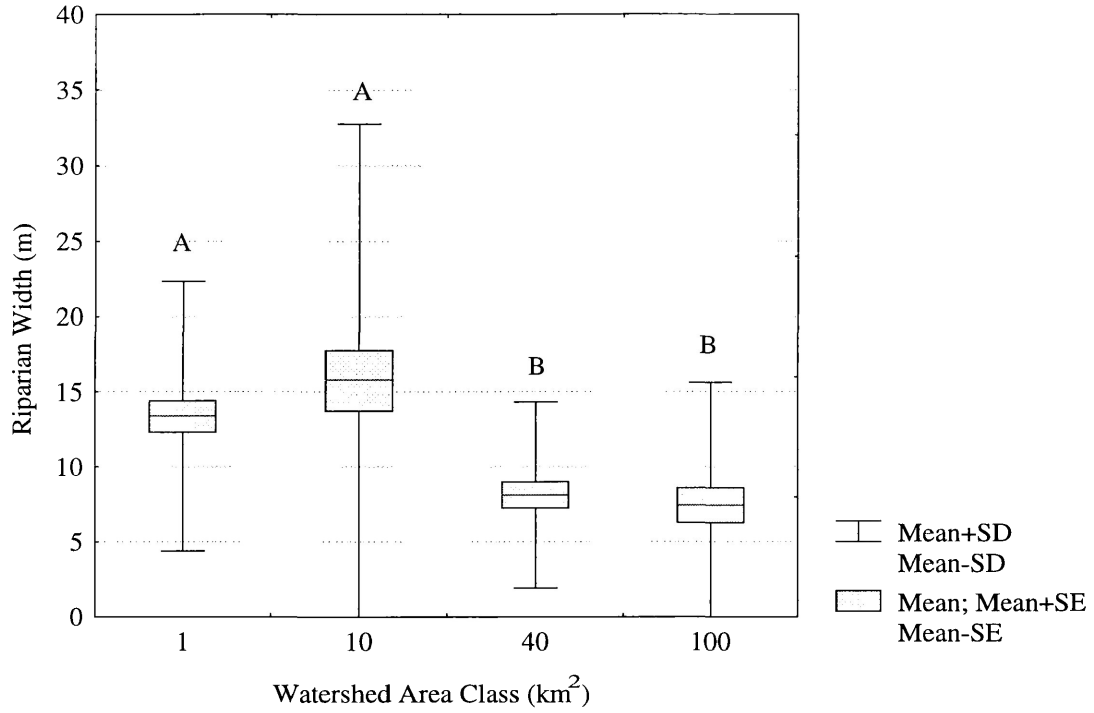 40
35
30
25
20
15
10
5
0
Riparian Width (m)
A
A
B
B
1
10
40
100
Watershed Area Class (km²)
Mean+SD
Mean-SD
Mean; Mean+SE
Mean-SE